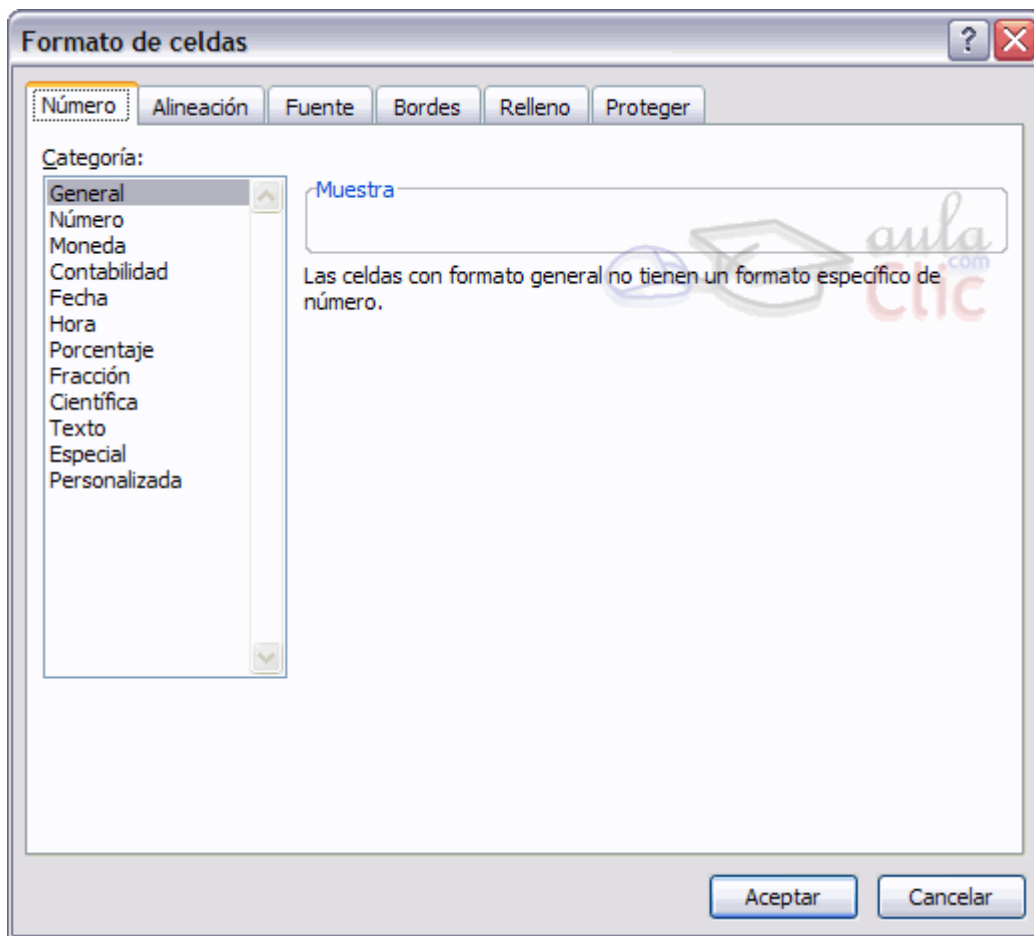 Formato de celdas
Número Alineación Fuente Bordes Relleno Proteger
Categoría:
General
Número
Moneda
Contabilidad
Fecha
Hora
Porcentaje
Fracción
Científica
Texto
Especial
Personalizada
Muestra
Las celdas con formato general no tienen un formato específico de
número.
aula
.com
Clic
Aceptar Cancelar